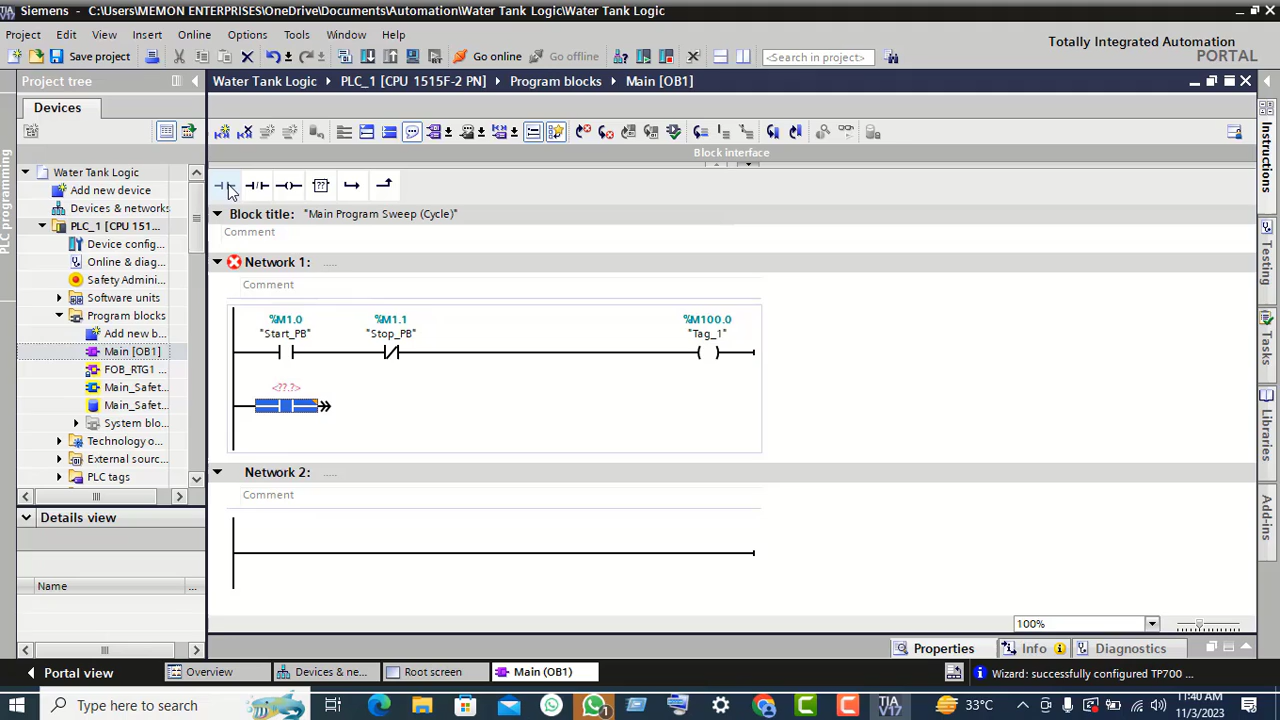 Siemens - C:\Users\MEMON ENTERPRISES\OneDrive\Documents\Automation\Water Tank Logic\Water Tank Logic
Project Edit View Insert Online Options Tools Window Help
Totally Integrated Automation
PORTAL
Save project
Go online
Go offline
<Search in project>
Project tree
Water Tank Logic
PLC_1 [CPU 1515F-2 PN]
Program blocks
Main [OB1]
Devices
PLC programming
Block interface
Water Tank Logic
Add new device
Devices & networks
PLC_1 [CPU 151...
Device config...
Online & diag...
Safety Admini...
Software units
Program blocks
Add new b...
Main [OB1]
FOB_RTG1
Main_Safet...
Main_Safet...
System blo...
Technology o...
External sourc...
PLC tags
Details view
Name
...
Block title: "Main Program Sweep (Cycle)"
Comment
Network 1: .....
Comment
%M1.0 %M1.1 %M100.0
"Start_PB" "Stop_PB" "Tag_1"
<??.?>
Network 2: .....
Comment
100%
Instructions
Testing
Tasks
Libraries
Add-ins
Properties
Info
Diagnostics
Portal view
Overview
Devices & ne...
Root screen
Main (OB1)
Wizard: successfully configured TP700 ...
Type here to search
1
33°C
11:40 AM
11/3/2023